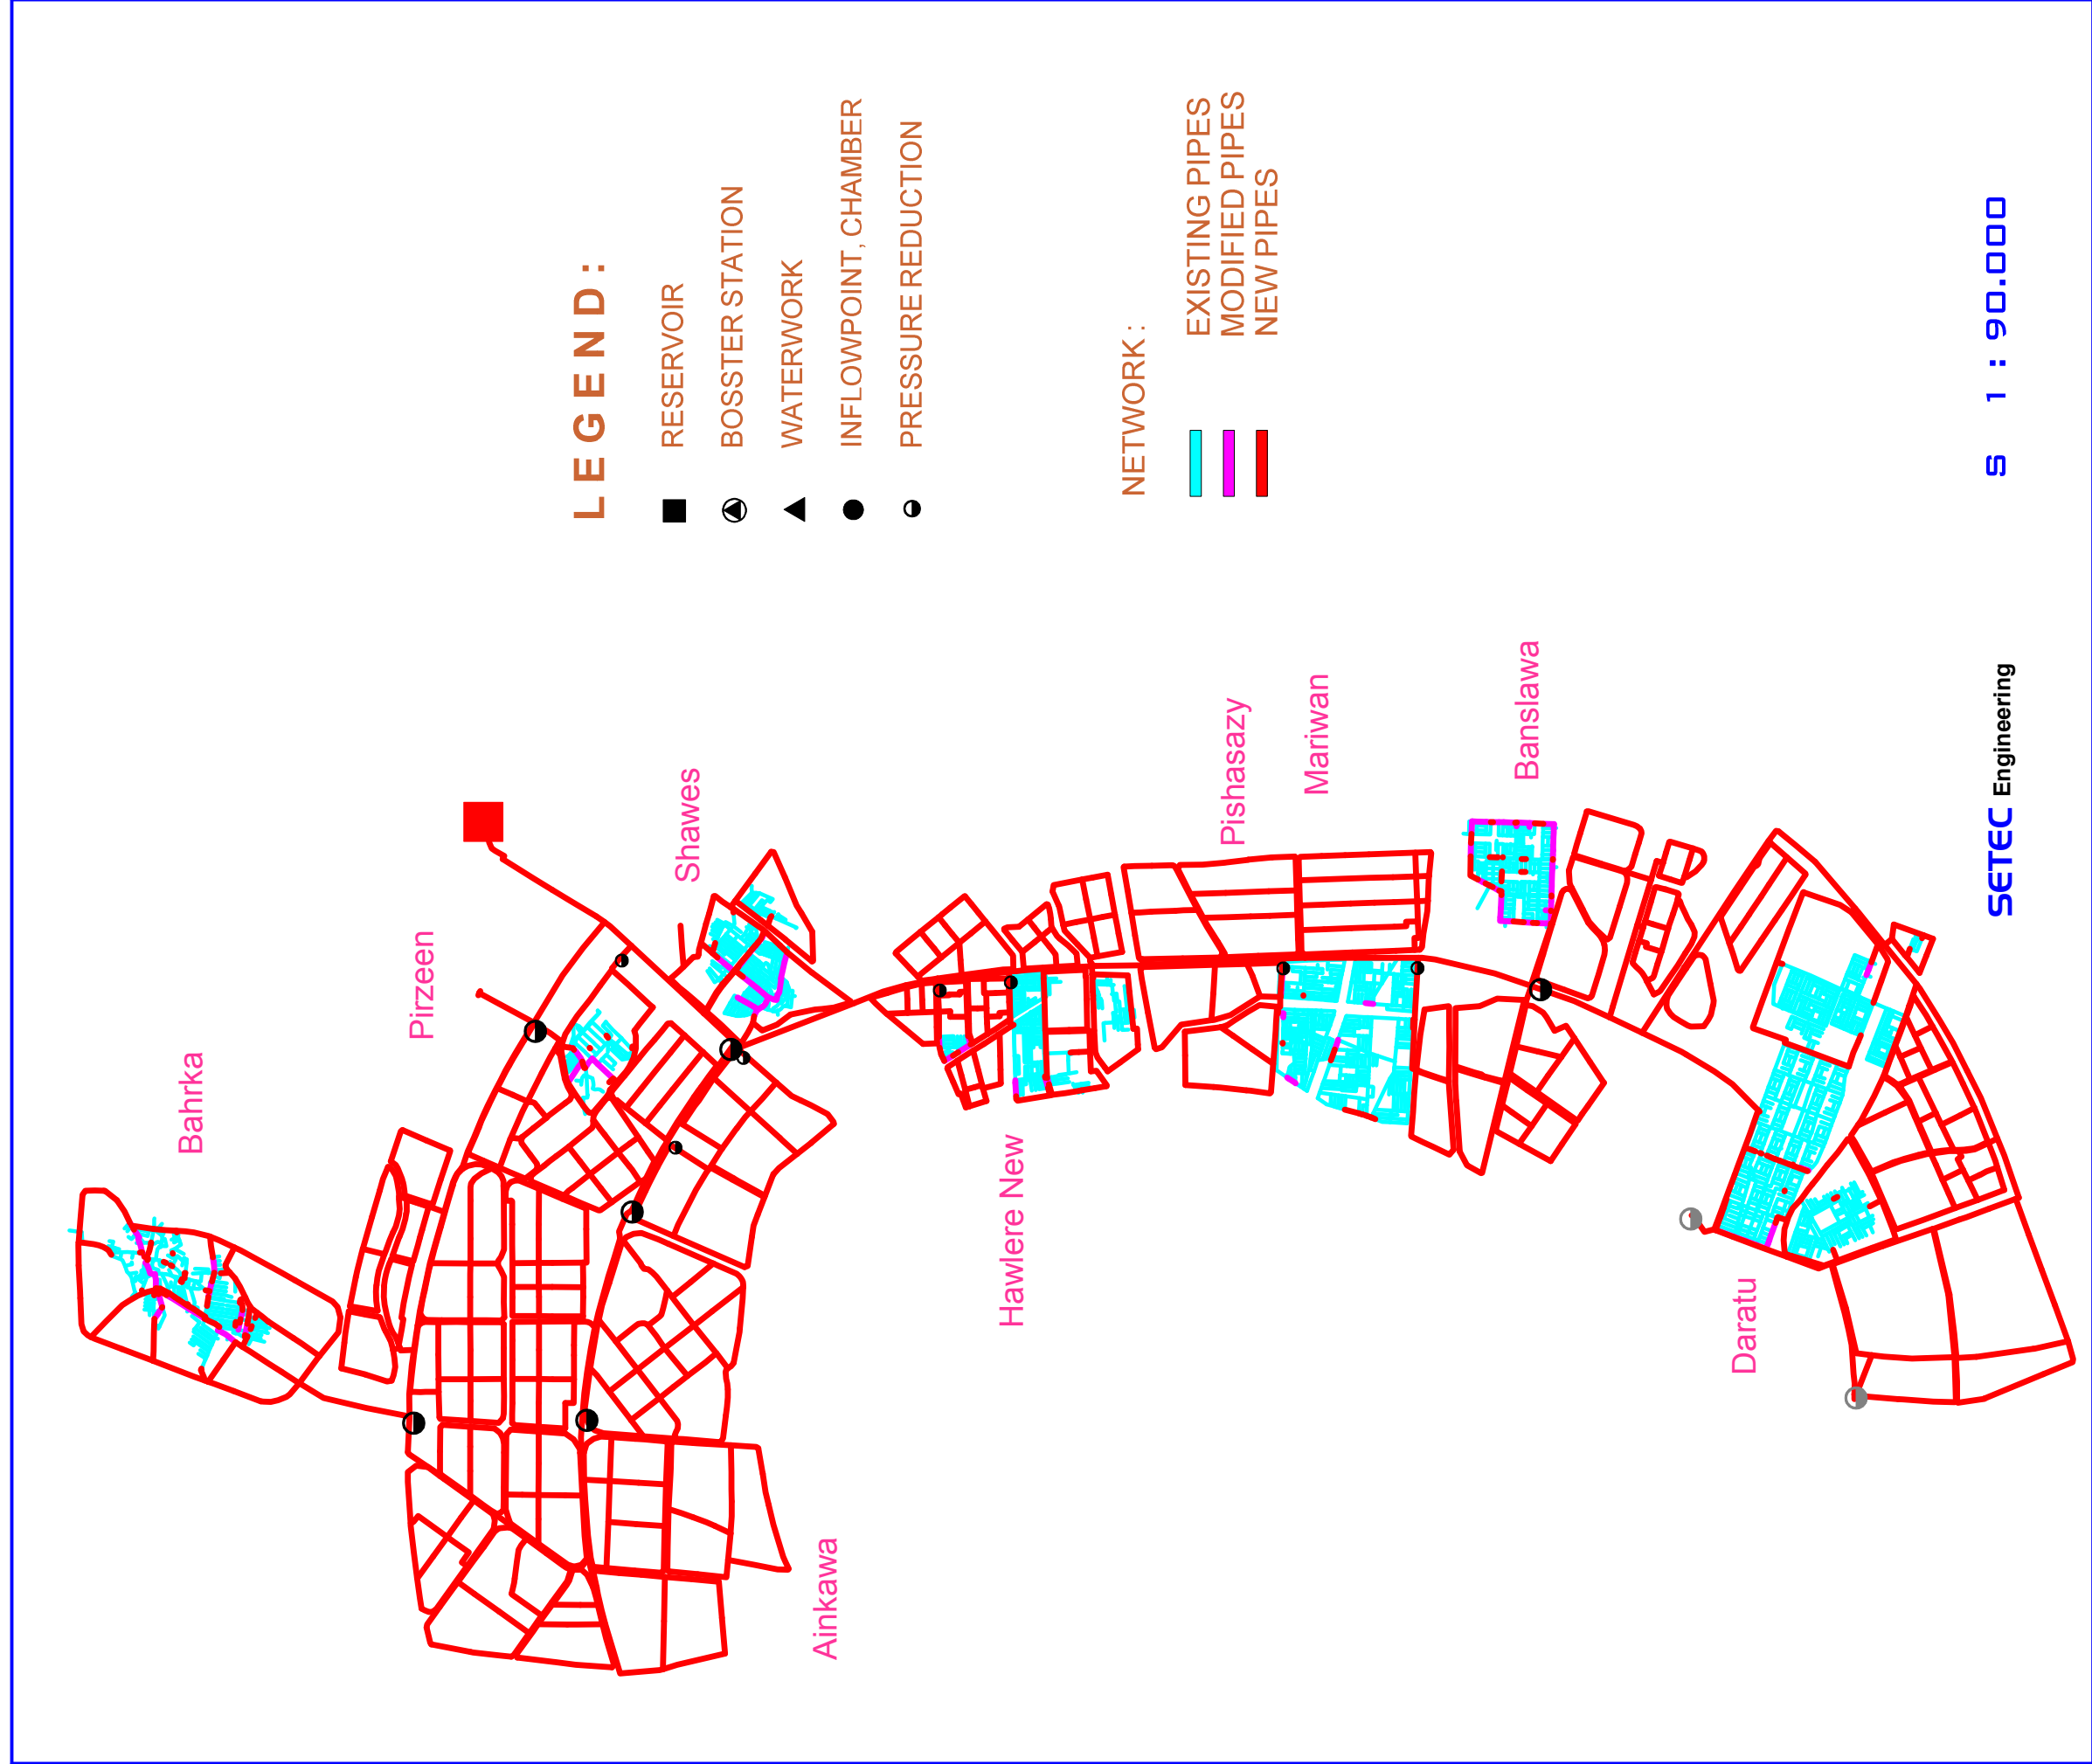 LEGEND :
RESERVOIR
BOSSTER STATION
WATERWORK
INFLOWPOINT, CHAMBER
PRESSURE REDUCTION
NETWORK :
EXISTING PIPES
MODIFIED PIPES
NEW PIPES
Bahrka
Pirzeen
Shawes
Ainkawa
Hawlere New
Pishasazy
Mariwan
Banslawa
Daratu
SETEC Engineering
S 1 : 90.000